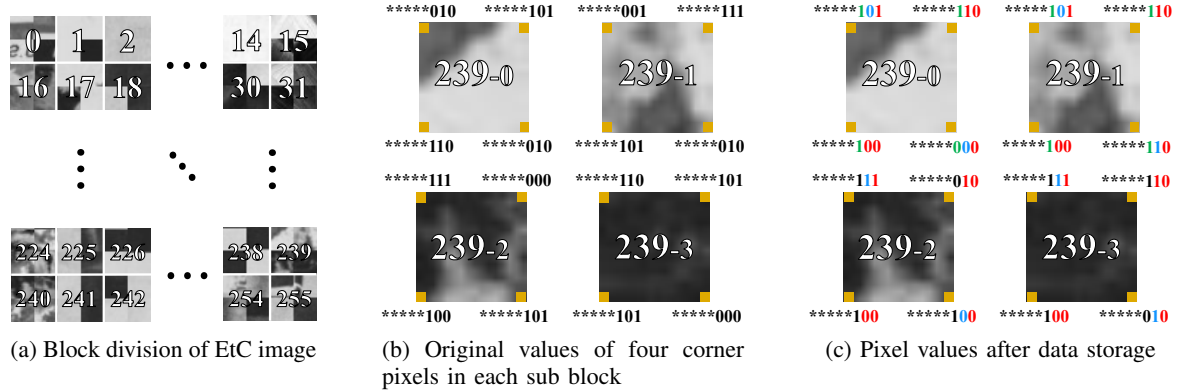 0 1 2 14 15
16 17 18 30 31
224 225 226 238 239
240 241 242 254 255
(a) Block division of EtC image
*****010 *****101 *****001 *****111
239-0 239-1
*****110 *****010 *****101 *****010
*****111 *****000 *****110 *****101
239-2 239-3
*****100 *****101 *****101 *****000
(b) Original values of four corner
pixels in each sub block
*****101 *****110 *****101 *****110
239-0 239-1
*****100 *****000 *****100 *****110
*****111 *****010 *****111 *****110
239-2 239-3
*****100 *****100 *****100 *****010
(c) Pixel values after data storage